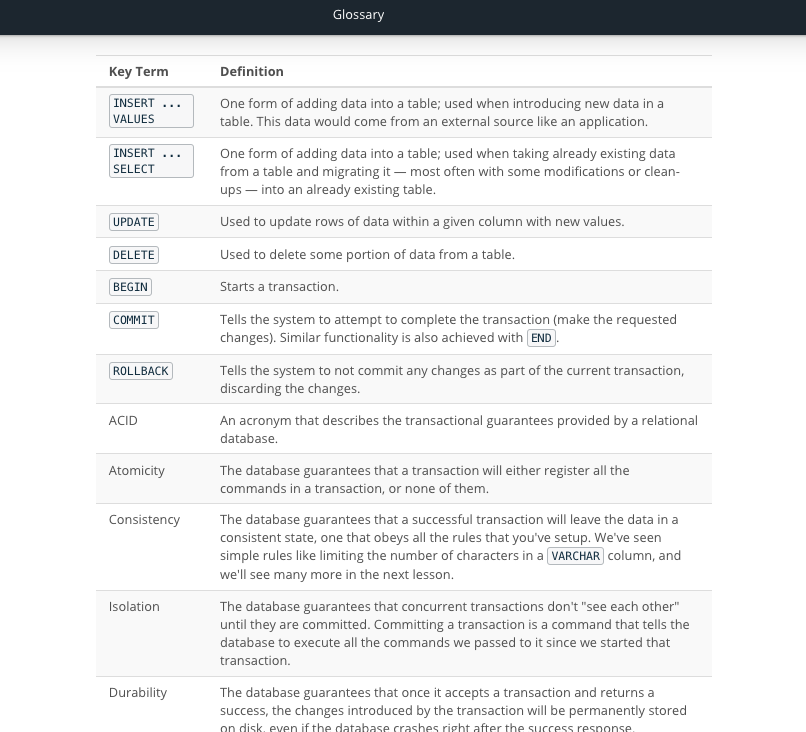 Glossary
Key Term Definition
INSERT ... One form of adding data into a table; used when introducing new data in a
VALUES table. This data would come from an external source like an application.
INSERT ... One form of adding data into a table; used when taking already existing data
SELECT from a table and migrating it — most often with some modifications or clean-
ups — into an already existing table.
UPDATE Used to update rows of data within a given column with new values.
DELETE Used to delete some portion of data from a table.
BEGIN Starts a transaction.
COMMIT Tells the system to attempt to complete the transaction (make the requested
changes). Similar functionality is also achieved with END.
ROLLBACK Tells the system to not commit any changes as part of the current transaction,
discarding the changes.
ACID An acronym that describes the transactional guarantees provided by a relational
database.
Atomicity The database guarantees that a transaction will either register all the
commands in a transaction, or none of them.
Consistency The database guarantees that a successful transaction will leave the data in a
consistent state, one that obeys all the rules that you've setup. We've seen
simple rules like limiting the number of characters in a VARCHAR column, and
we'll see many more in the next lesson.
Isolation The database guarantees that concurrent transactions don't "see each other"
until they are committed. Committing a transaction is a command that tells the
database to execute all the commands we passed to it since we started that
transaction.
Durability The database guarantees that once it accepts a transaction and returns a
success, the changes introduced by the transaction will be permanently stored
on disk, even if the database crashes right after the success response.